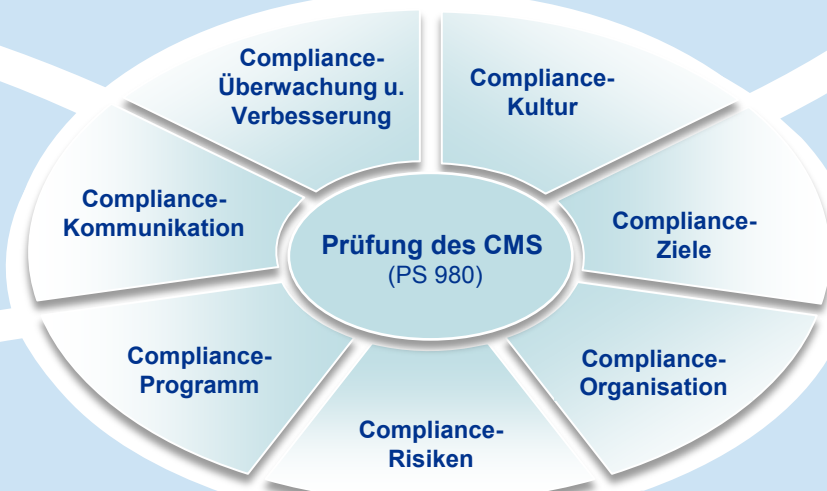 Compliance-
Überwachung u.
Verbesserung
Compliance-
Kultur
Compliance-
Kommunikation
Prüfung des CMS
(PS 980)
Compliance-
Ziele
Compliance-
Programm
Compliance-
Organisation
Compliance-
Risiken